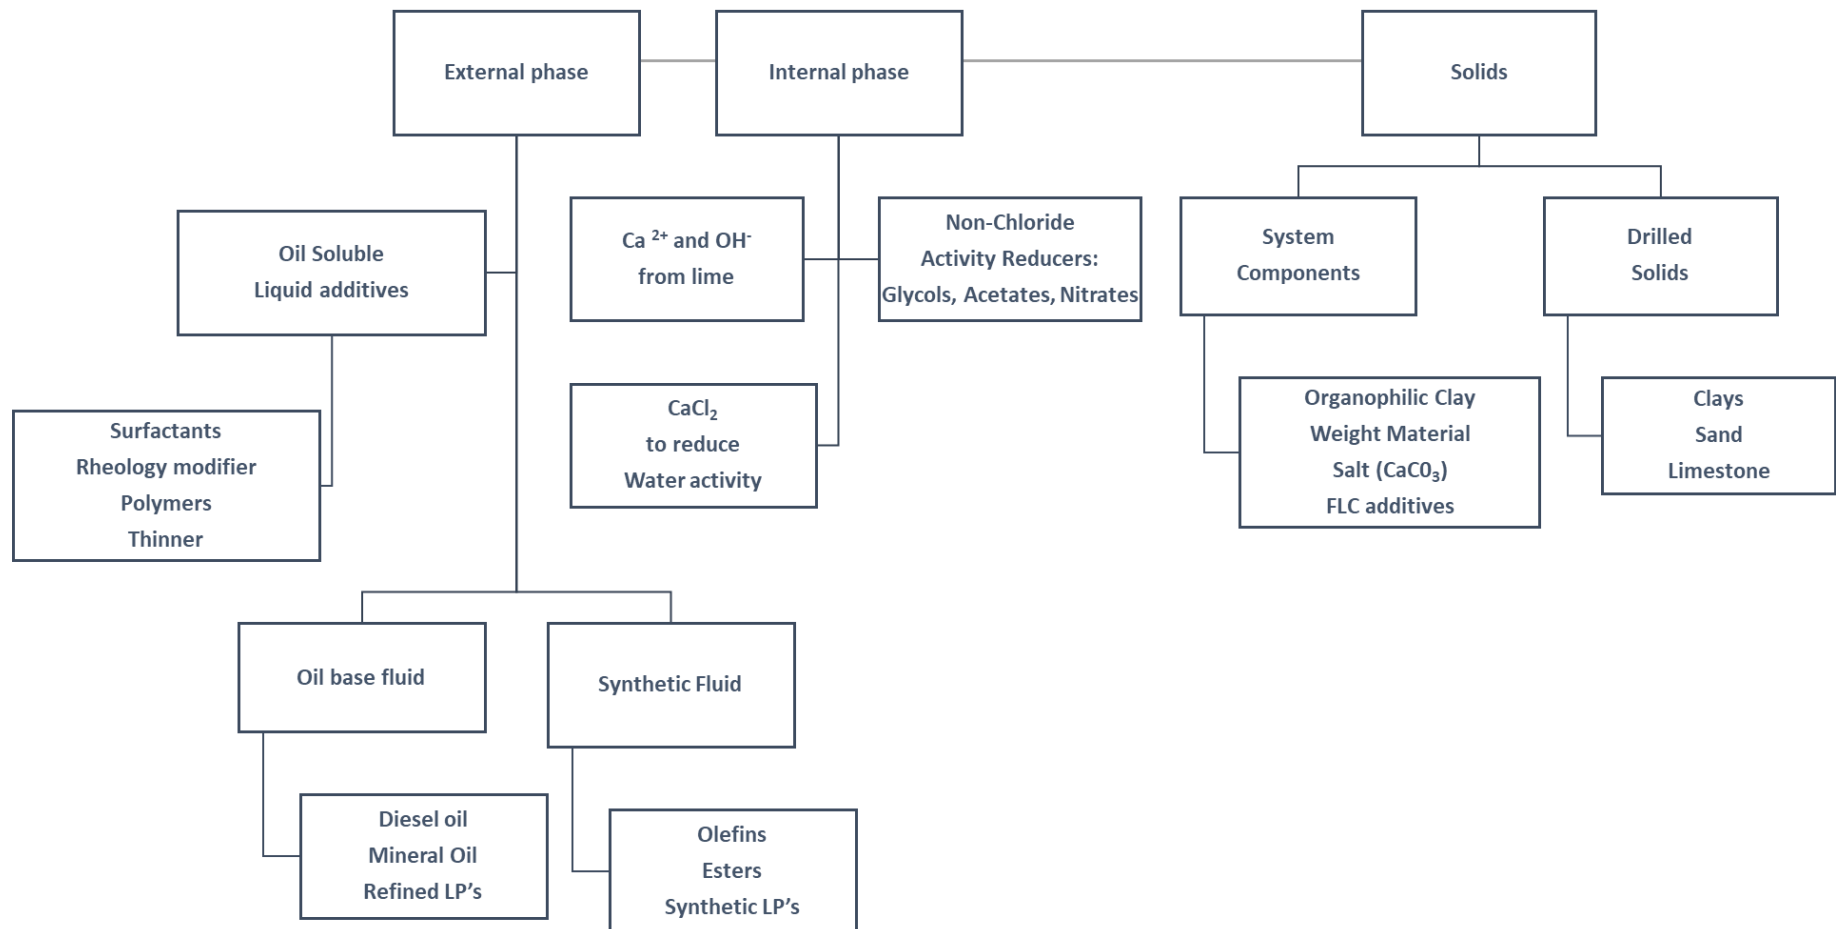 External phase
Internal phase
Solids
Oil Soluble
Liquid additives
Surfactants
Rheology modifier
Polymers
Thinner
Ca ²⁺ and OH⁻
from lime
Non-Chloride
Activity Reducers:
Glycols, Acetates, Nitrates
CaCl₂
to reduce
Water activity
System
Components
Drilled
Solids
Organophilic Clay
Weight Material
Salt (CaC0₃)
FLC additives
Clays
Sand
Limestone
Oil base fluid
Synthetic Fluid
Diesel oil
Mineral Oil
Refined LP’s
Olefins
Esters
Synthetic LP’s